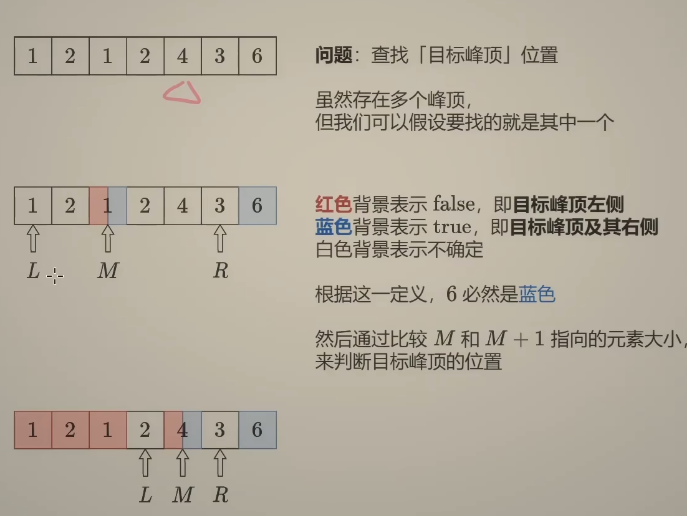 1 2 1 2 4 3 6
问题：查找「目标峰顶」位置
虽然存在多个峰顶，
但我们可以假设要找的就是其中一个
1 2 1 2 4 3 6
L M R
红色背景表示 false，即目标峰顶左侧
蓝色背景表示 true，即目标峰顶及其右侧
白色背景表示不确定
根据这一定义，6 必然是蓝色
然后通过比较 M 和 M + 1 指向的元素大小，
来判断目标峰顶的位置
1 2 1 2 4 3 6
L M R